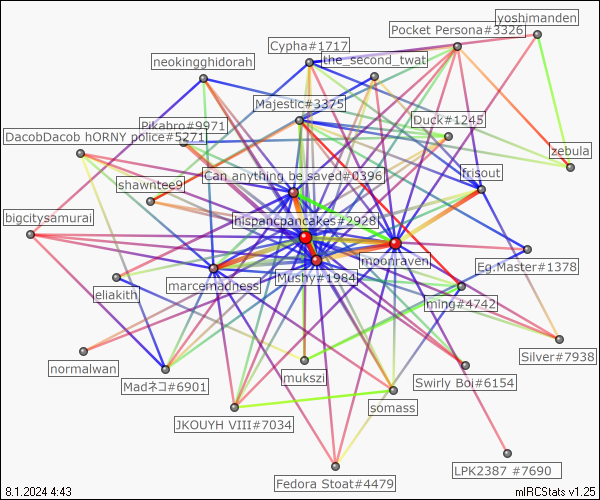 yoshimanden
Pocket Persona#3326
Cypha#1717
the_second_twat
neokingghidorah
Majestic#3375
Duck#1245
Pikabro#9971
DacobDacob hORNY police#5271
zebula
frisout
Can anything be saved#0396
shawntee9
bigcitysamurai
hispancpancakes#2928
moonraven
Eg.Master#1378
Mushy#1984
marcemadness
eliakith
ming#4742
Silver#7938
normalwan
mukszi
Swirly Boi#6154
Madネコ#6901
somass
JKOUYH VIII#7034
LPK2387 #7690
Fedora Stoat#4479
8.1.2024 4:43
mIRCStats v1.25